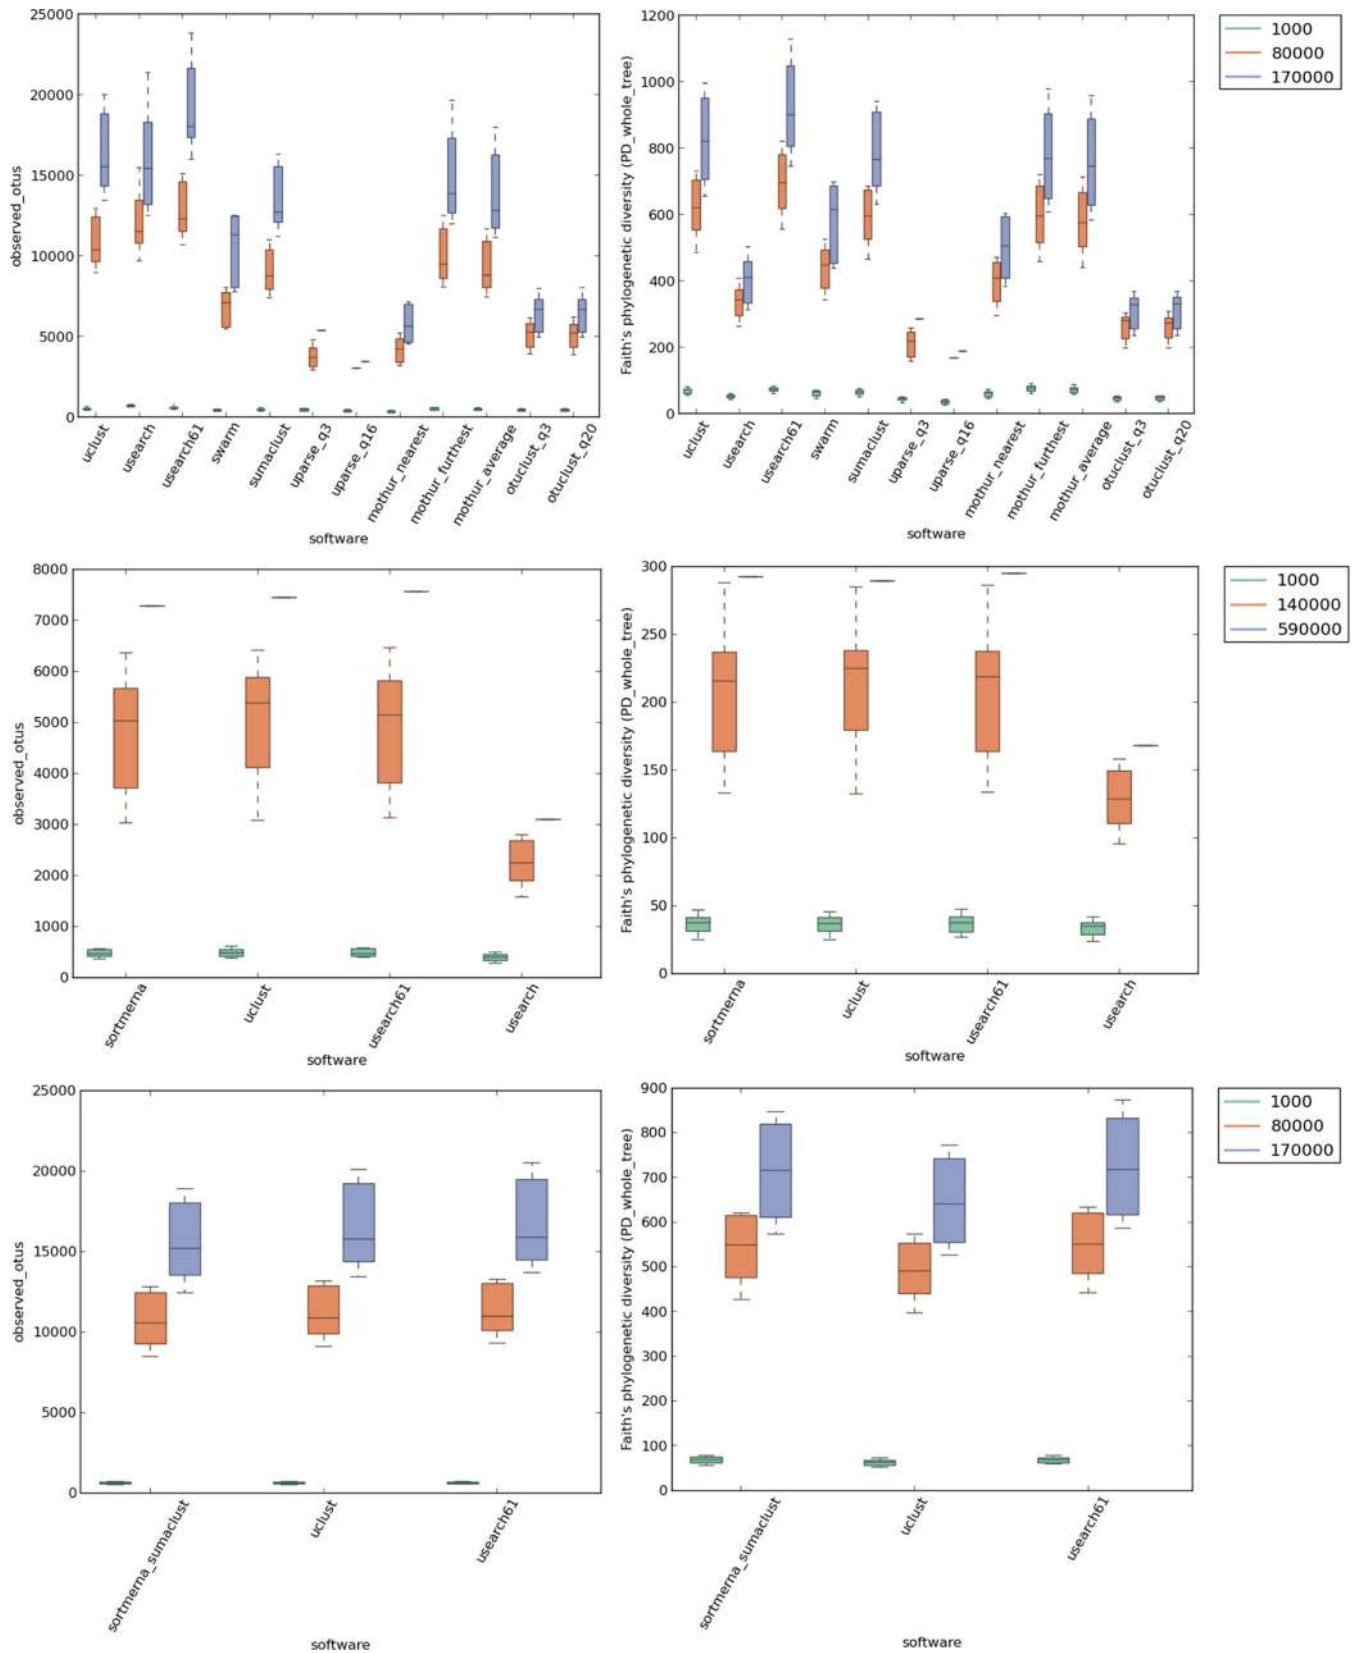 25000
20000
15000
10000
5000
0
observed_otus
uclust
usearch
usearch61
swarm
sumaclust
uparse_q3
uparse_q16
mothur_nearest
mothur_furthest
mothur_average
otuclust_q3
otuclust_q20
software
1200
1000
800
600
400
200
0
Faith's phylogenetic diversity (PD_whole_tree)
uclust
usearch
usearch61
swarm
sumaclust
uparse_q3
uparse_q16
mothur_nearest
mothur_furthest
mothur_average
otuclust_q3
otuclust_q20
software
1000
80000
170000
8000
7000
6000
5000
4000
3000
2000
1000
0
observed_otus
sortmerna
uclust
usearch61
usearch
software
300
250
200
150
100
50
0
Faith's phylogenetic diversity (PD_whole_tree)
sortmerna
uclust
usearch61
usearch
software
1000
140000
590000
25000
20000
15000
10000
5000
0
observed_otus
sortmerna_sumaclust
uclust
usearch61
software
900
800
700
600
500
400
300
200
100
0
Faith's phylogenetic diversity (PD_whole_tree)
sortmerna_sumaclust
uclust
usearch61
software
1000
80000
170000